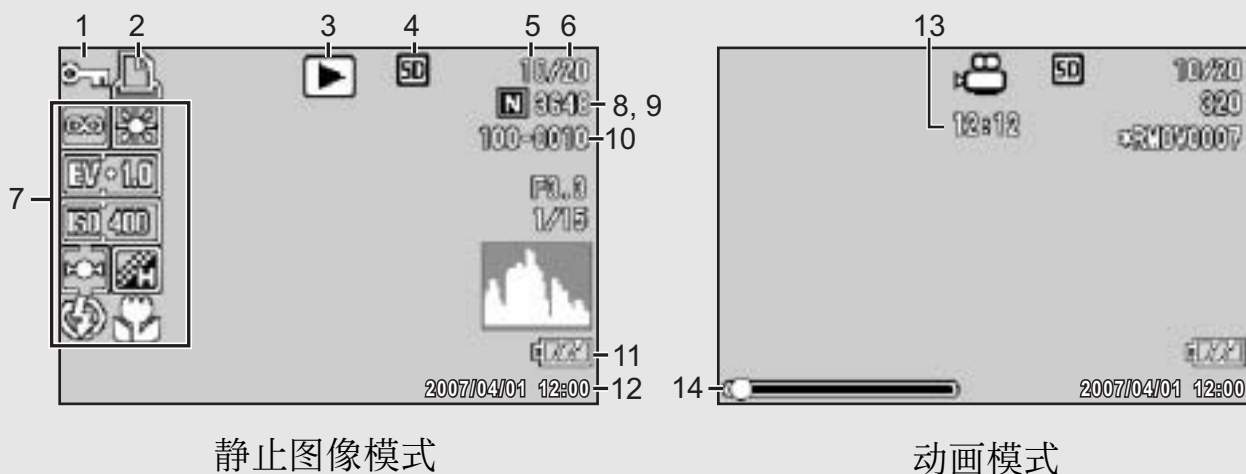 1 2 3 4 5 6 13
SD 10/20 SD 10/20
N 3648 8, 9 320
100-0010 10 12:12 *RMOV0007
EV +1.0
7
F3.3
ISO 400 1/15
H
11
2007/04/01 12:00 12 14 2007/04/01 12:00
静止图像模式 动画模式